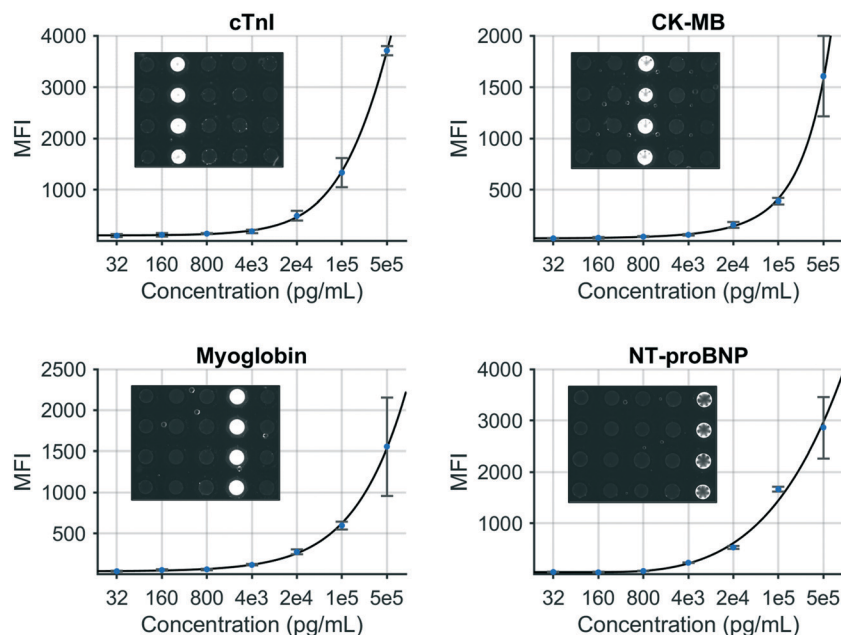 cTnI
4000
3000
2000
1000
MFI
32 160 800 4e3 2e4 1e5 5e5
Concentration (pg/mL)
CK-MB
2000
1500
1000
500
MFI
32 160 800 4e3 2e4 1e5 5e5
Concentration (pg/mL)
Myoglobin
2500
2000
1500
1000
500
MFI
32 160 800 4e3 2e4 1e5 5e5
Concentration (pg/mL)
NT-proBNP
4000
3000
2000
1000
MFI
32 160 800 4e3 2e4 1e5 5e5
Concentration (pg/mL)